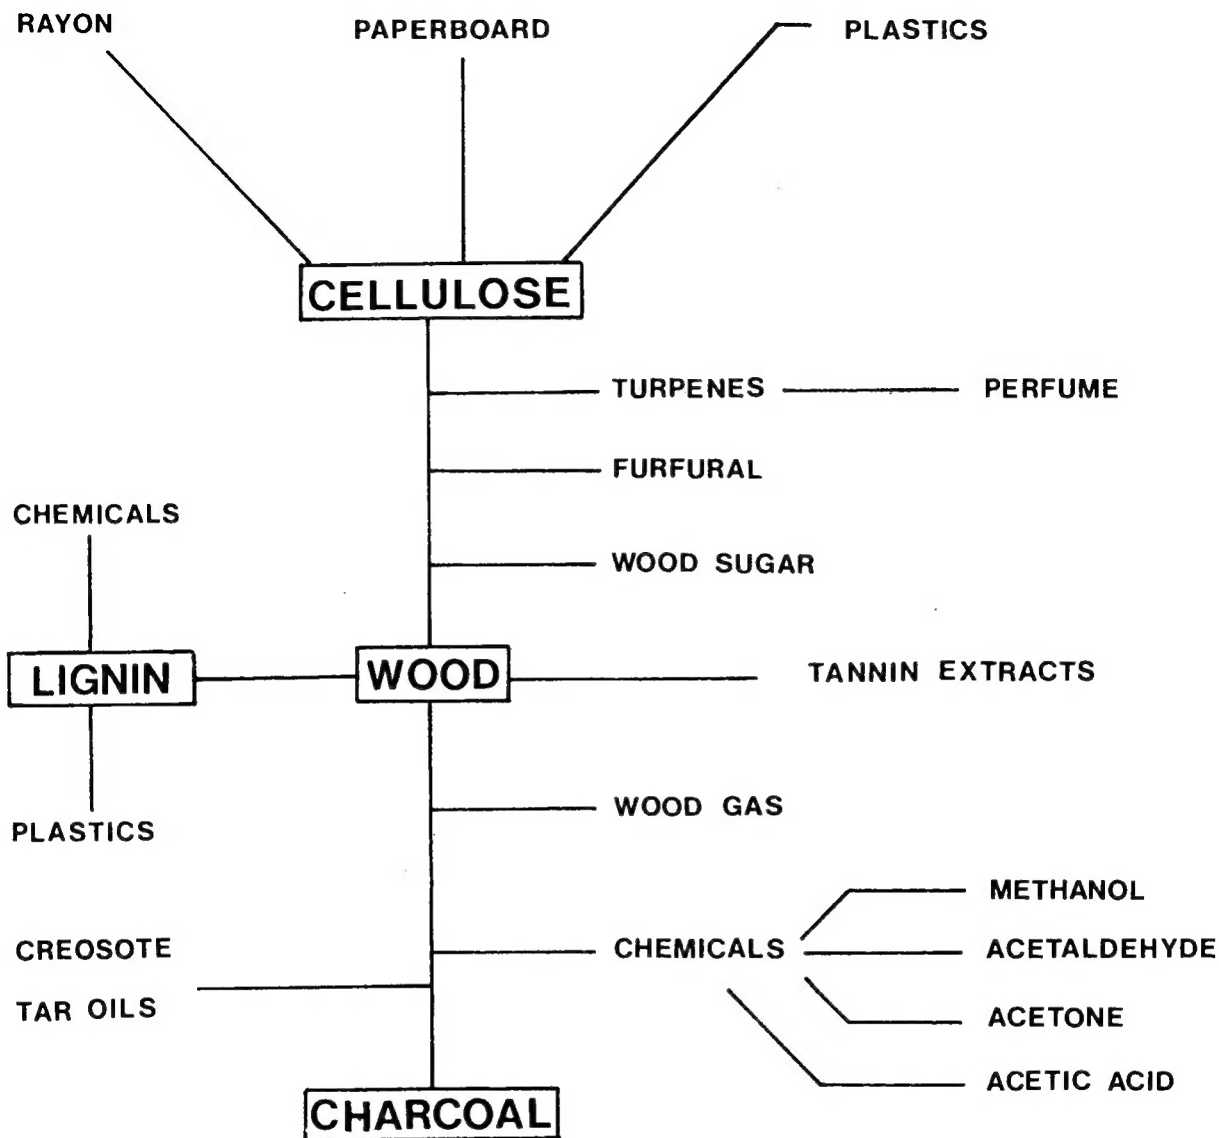 RAYON
PAPERBOARD
PLASTICS
CELLULOSE
TURPENES
PERFUME
FURFURAL
CHEMICALS
WOOD SUGAR
LIGNIN
WOOD
TANNIN EXTRACTS
WOOD GAS
PLASTICS
METHANOL
CREOSOTE
CHEMICALS
ACETALDEHYDE
TAR OILS
ACETONE
ACETIC ACID
CHARCOAL